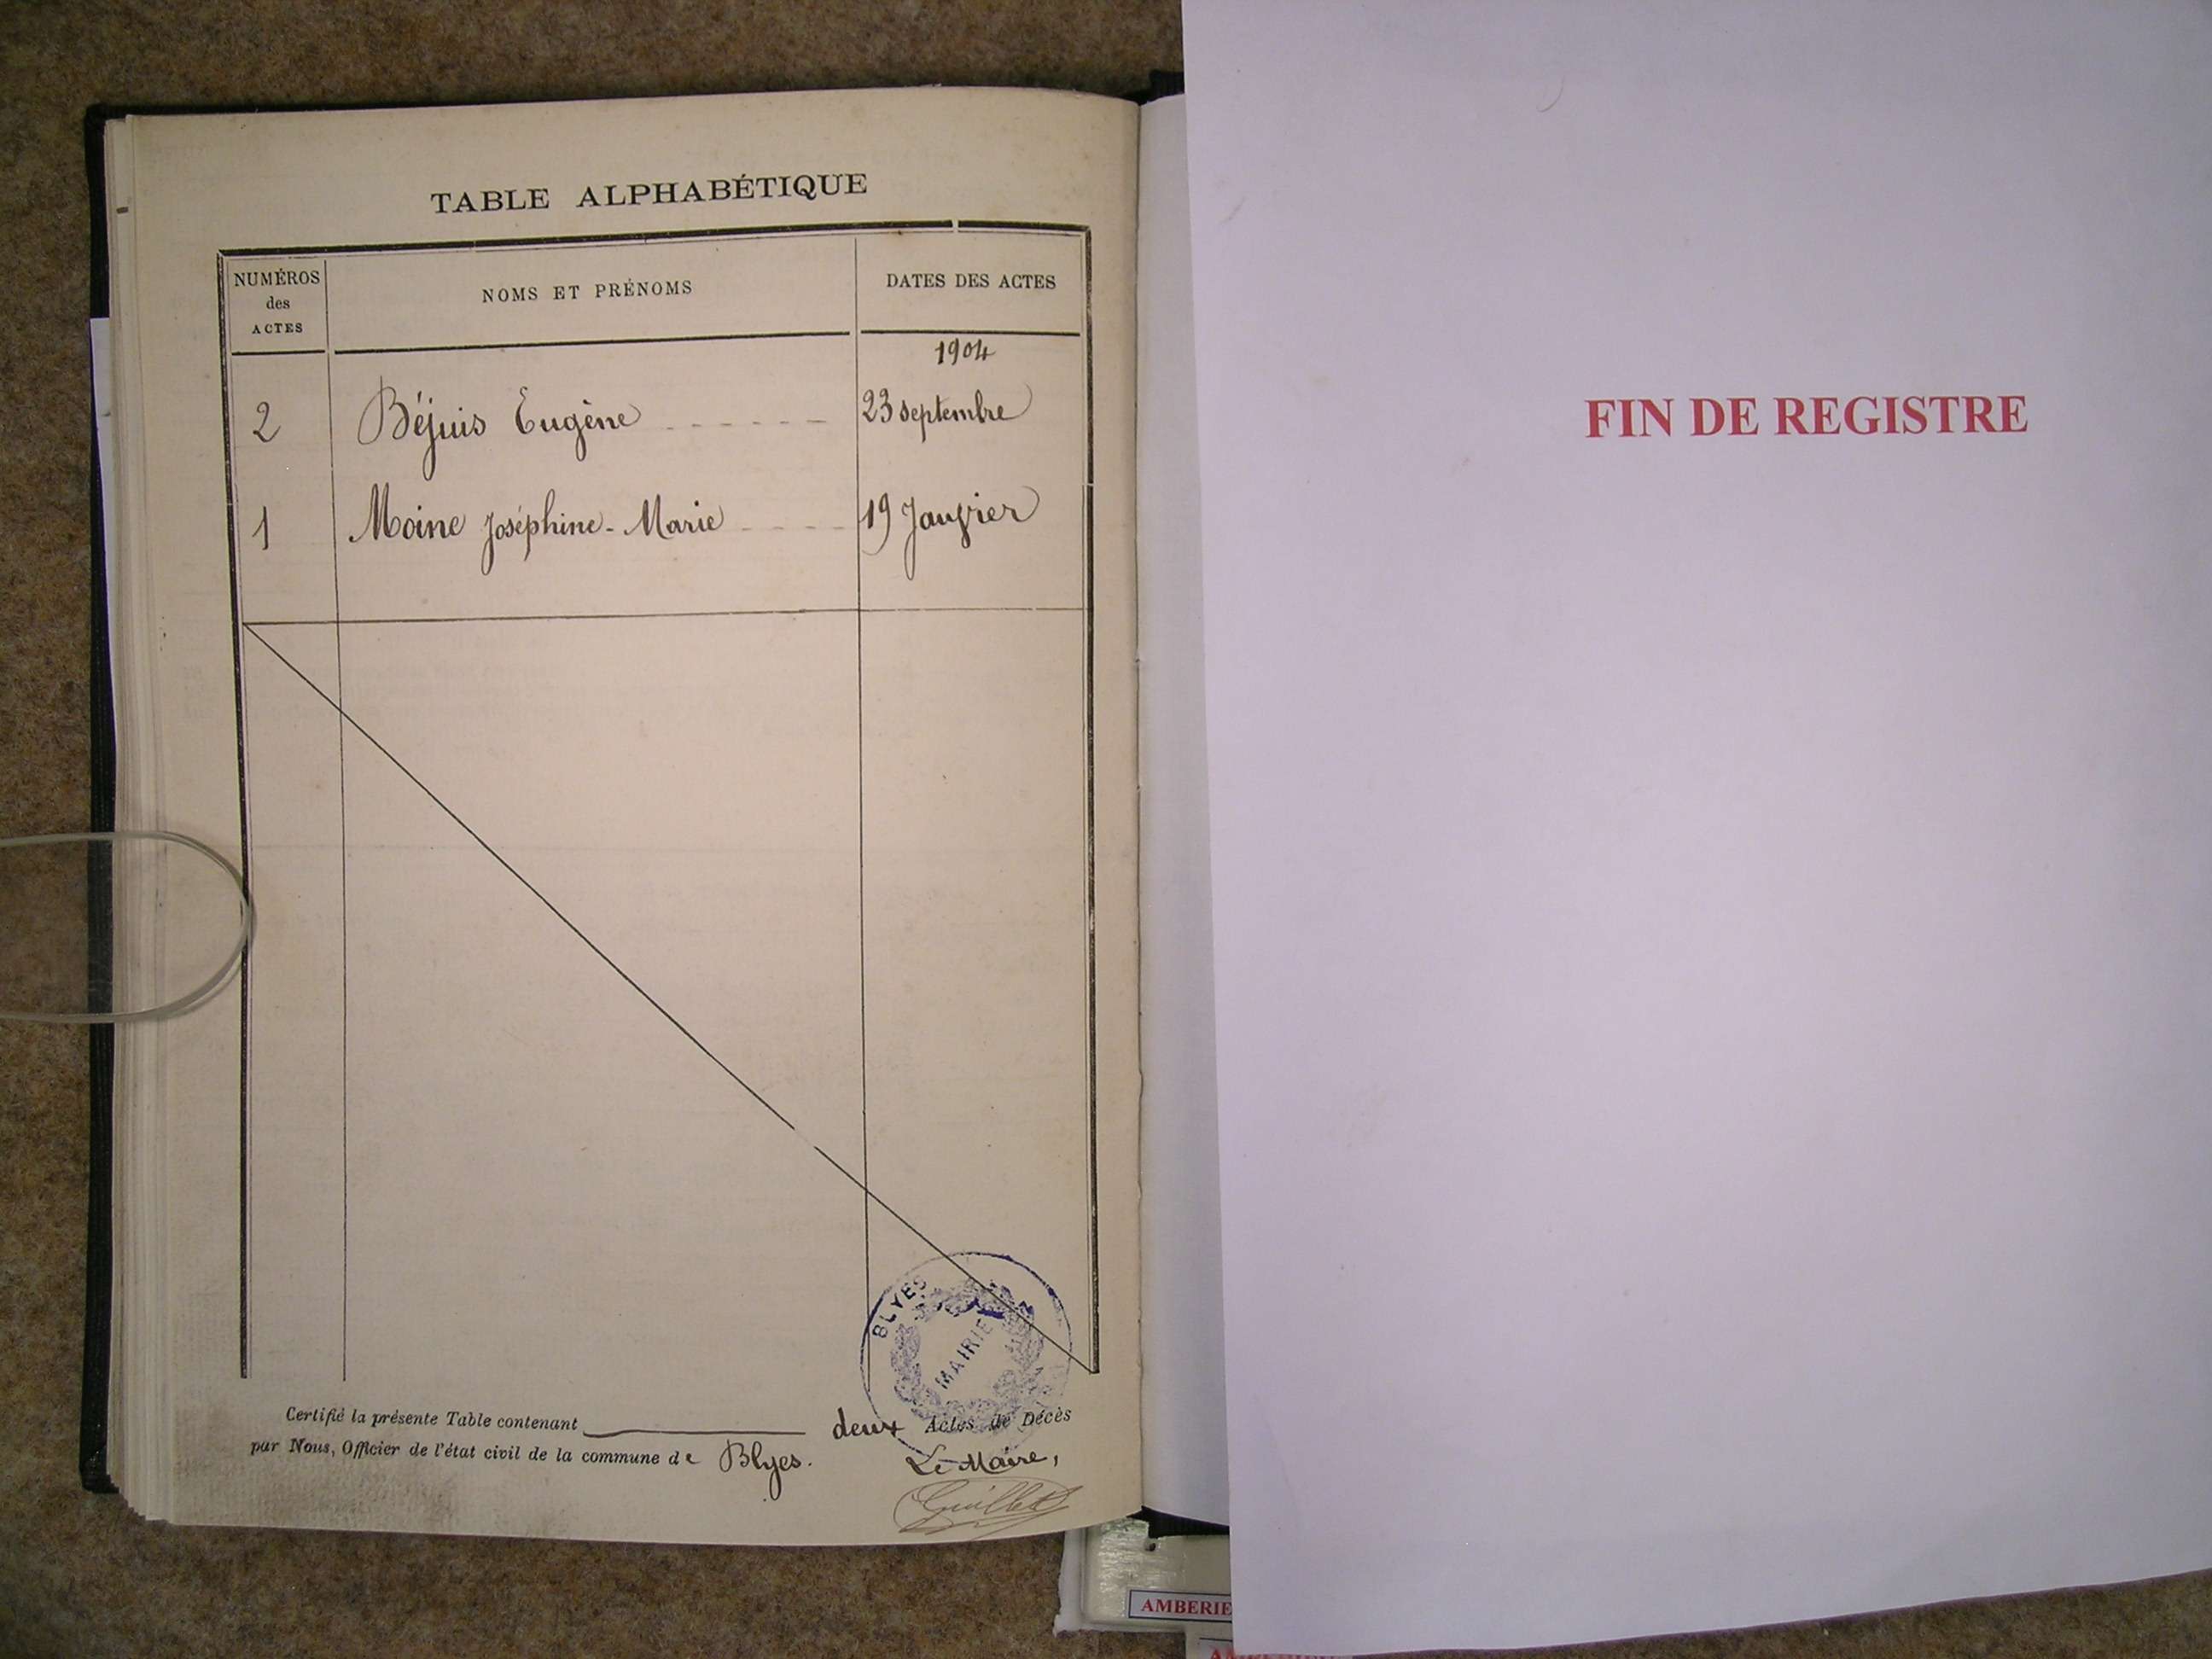 TABLE ALPHABÉTIQUE
NUMÉROS
des
ACTES
NOMS ET PRÉNOMS
DATES DES ACTES
1904
2 Béjuis Eugène 23 septembre
1 Moine Joséphine-Marie 19 Janvier
BLYES
MAIRIE
Certifié la présente Table contenant deux Actes de Décès
par Nous, Officier de l'état civil de la commune de Blyes.
Le Maire,
Guillet
FIN DE REGISTRE
AMBERIE